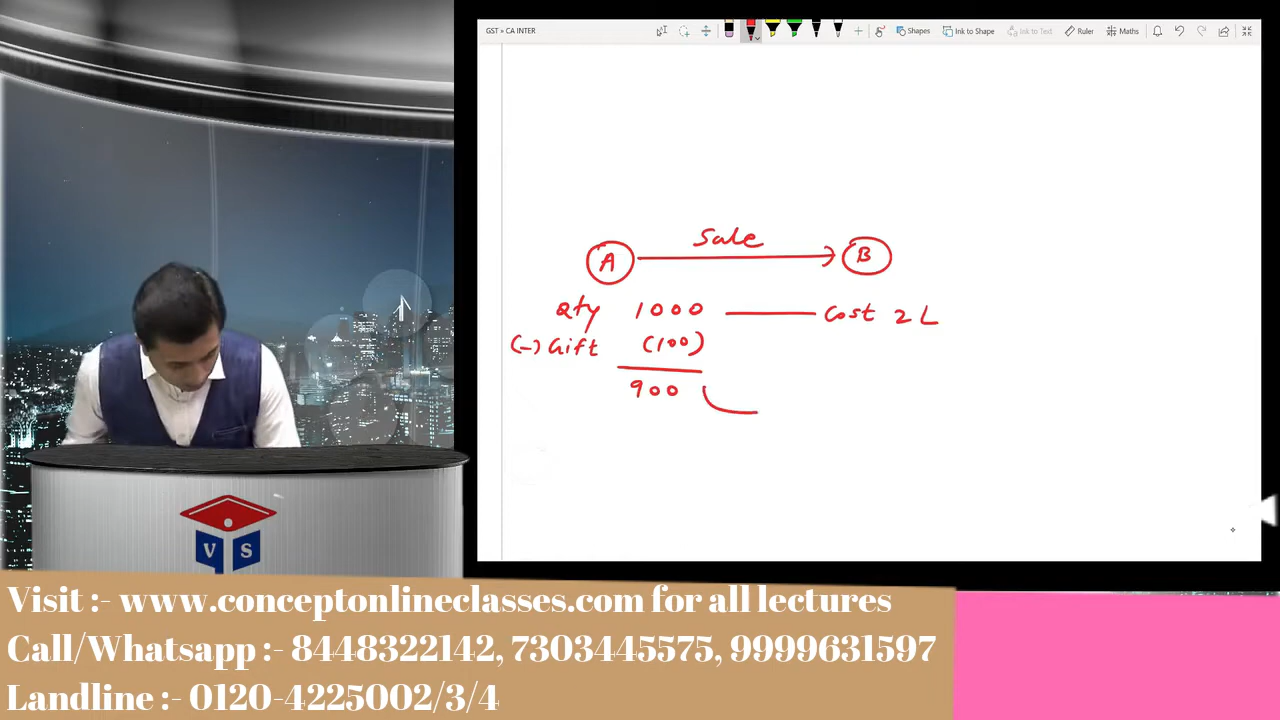 GST > CA INTER
Shapes Ink to Shape Ink to Text Ruler Maths
Sale
A B
Qty 1000 Cost 2 L
(-) Gift (100)
900
V S
Visit :- www.conceptonlineclasses.com for all lectures
Call/Whatsapp :- 8448322142, 7303445575, 9999631597
Landline :- 0120-4225002/3/4